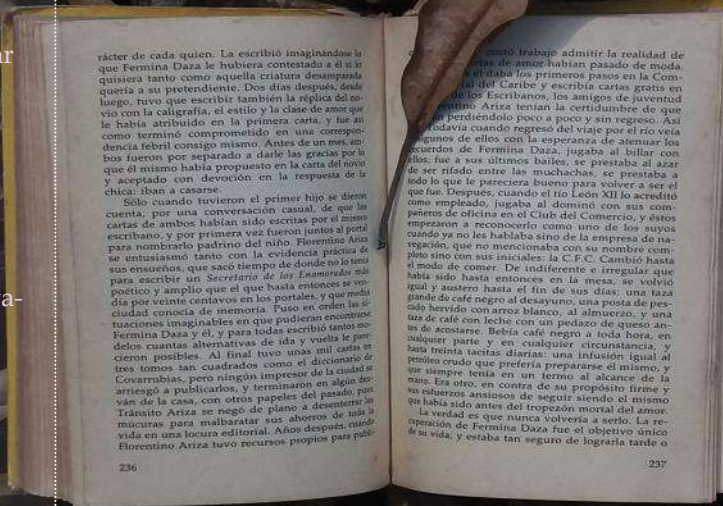 rácter de cada quien. La escribió imaginándose lo
que Fermina Daza le hubiera contestado a él si lo
quisiera tanto como aquella criatura desamparada
quería a su pretendiente. Dos días después, desde
luego, tuvo que escribir también la réplica del no-
vio con la caligrafía, el estilo y la clase de amor que
le había atribuido en la primera carta, y fue así
como terminó comprometido en una correspon-
dencia febril consigo mismo. Antes de un mes, am-
bos fueron por separado a darle las gracias por lo
que él mismo había propuesto en la carta del novio
y aceptado con devoción en la respuesta de la
chica: iban a casarse.
Sólo cuando tuvieron el primer hijo se dieron
cuenta, por una conversación casual, de que las
cartas de ambos habían sido escritas por el mismo
escribano, y por primera vez fueron juntos al portal
para nombrarlo padrino del niño. Florentino Ariza
se entusiasmó tanto con la evidencia práctica de
sus ensueños, que sacó tiempo de donde no lo tenía
para escribir un Secretario de los Enamorados más
poético y amplio que el que hasta entonces se ven-
día por veinte centavos en los portales, y que media
ciudad conocía de memoria. Puso en orden las si-
tuaciones imaginables en que pudieran encontrarse
Fermina Daza y él, y para todas escribió tantos mo-
delos cuantas alternativas de ida y vuelta le pare-
cieron posibles. Al final tuvo unas mil cartas en
tres tomos tan cuadrados como el diccionario de
Covarrubias, pero ningún impresor de la ciudad se
arriesgó a publicarlos, y terminaron en algún des-
ván de la casa, con otros papeles del pasado, pues
Tránsito Ariza se negó de plano a desenterrar las
múcuras para malbaratar sus ahorros de toda la
vida en una locura editorial. Años después, cuando
Florentino Ariza tuvo recursos propios para publi-
236
costó trabajo admitir la realidad de
de amor habían pasado de moda.
él daba los primeros pasos en la Com-
del Caribe y escribía cartas gratis en
de los Escribanos, los amigos de juventud
Ariza tenían la certidumbre de que
perdiéndolo poco a poco y sin regreso. Así
todavía cuando regresó del viaje por el río veía
algunos de ellos con la esperanza de atenuar los
recuerdos de Fermina Daza, jugaba al billar con
ellos, fue a sus últimos bailes, se prestaba al azar
de ser rifado entre las muchachas, se prestaba a
todo lo que le pareciera bueno para volver a ser el
que fue. Después, cuando el tío León XII lo acreditó
como empleado, jugaba al dominó con sus com-
pañeros de oficina en el Club del Comercio, y éstos
empezaron a reconocerlo como uno de los suyos
cuando ya no les hablaba sino de la empresa de na-
vegación, que no mencionaba con su nombre com-
pleto sino con sus iniciales: la C.F.C. Cambió hasta
el modo de comer. De indiferente e irregular que
había sido hasta entonces en la mesa, se volvió
igual y austero hasta el fin de sus días: una taza
grande de café negro al desayuno, una posta de pes-
cado hervido con arroz blanco, al almuerzo, y una
taza de café con leche con un pedazo de queso an-
tes de acostarse. Bebía café negro a toda hora, en
cualquier parte y en cualquier circunstancia, y
hasta treinta tacitas diarias: una infusión igual al
petróleo crudo que prefería prepararse él mismo, y
que siempre tenía en un termo al alcance de la
mano. Era otro, en contra de su propósito firme y
sus esfuerzos ansiosos de seguir siendo el mismo
que había sido antes del tropezón mortal del amor.
La verdad es que nunca volvería a serlo. La re-
cuperación de Fermina Daza fue el objetivo único
de su vida, y estaba tan seguro de lograrla tarde o
237